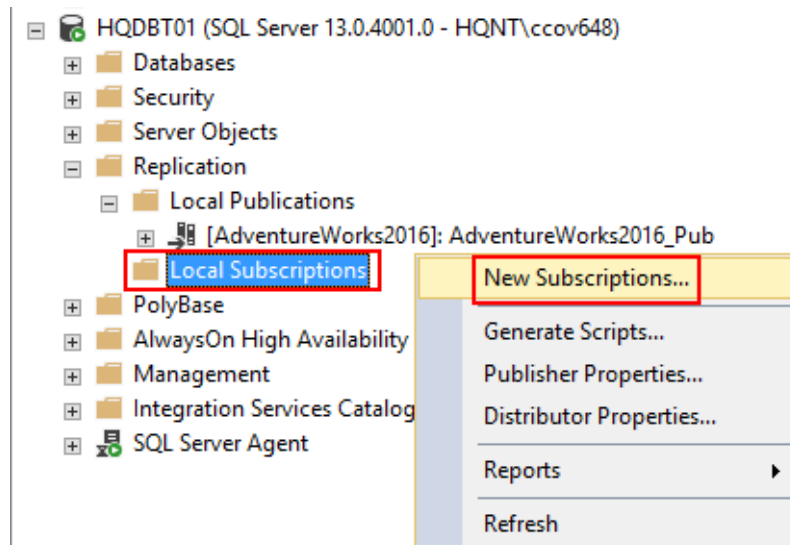 HQDBT01 (SQL Server 13.0.4001.0 - HQNT\ccov648)
Databases
Security
Server Objects
Replication
Local Publications
[AdventureWorks2016]: AdventureWorks2016_Pub
Local Subscriptions
New Subscriptions...
PolyBase
AlwaysOn High Availability
Generate Scripts...
Management
Publisher Properties...
Integration Services Catalog
Distributor Properties...
SQL Server Agent
Reports
Refresh